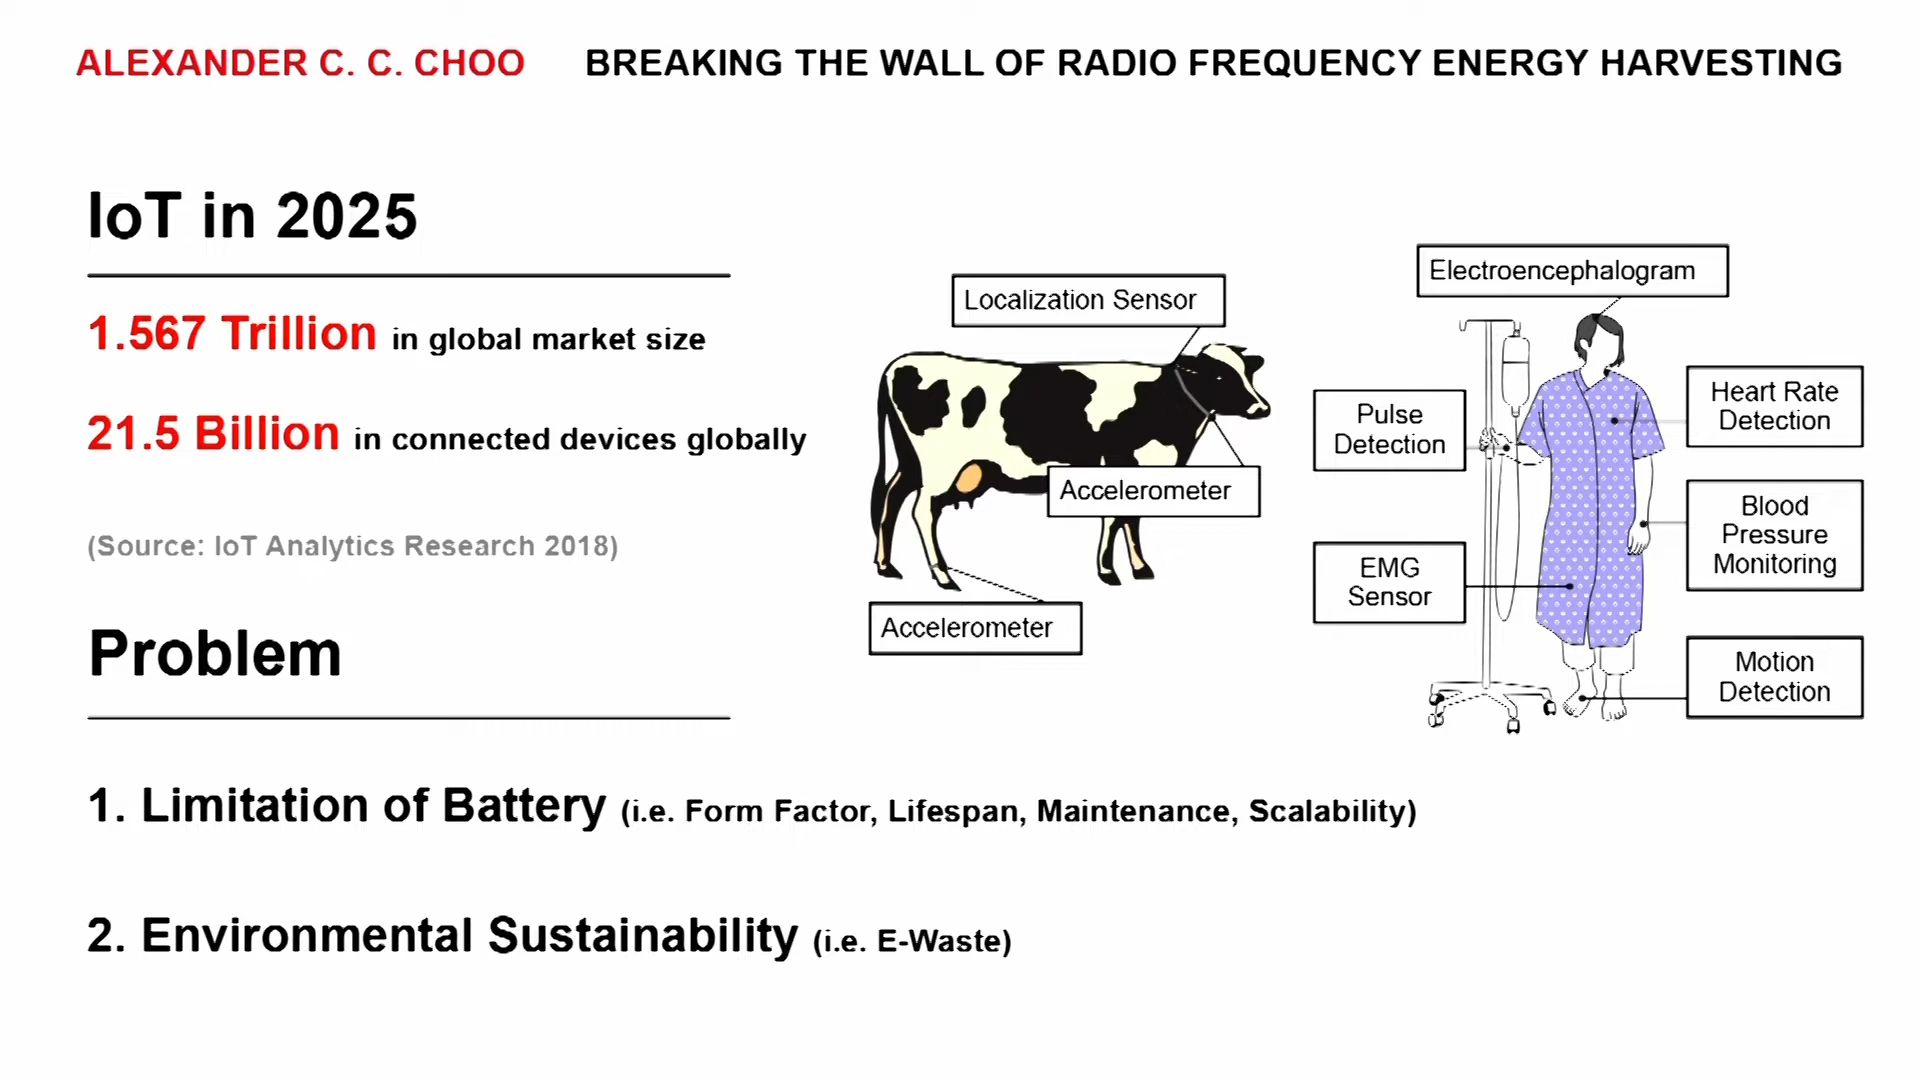 ALEXANDER C. C. CHOO BREAKING THE WALL OF RADIO FREQUENCY ENERGY HARVESTING
IoT in 2025
1.567 Trillion in global market size
21.5 Billion in connected devices globally
(Source: IoT Analytics Research 2018)
Localization Sensor
Accelerometer
Accelerometer
Electroencephalogram
Pulse
Detection
Heart Rate
Detection
Blood
Pressure
Monitoring
EMG
Sensor
Motion
Detection
Problem
1. Limitation of Battery (i.e. Form Factor, Lifespan, Maintenance, Scalability)
2. Environmental Sustainability (i.e. E-Waste)